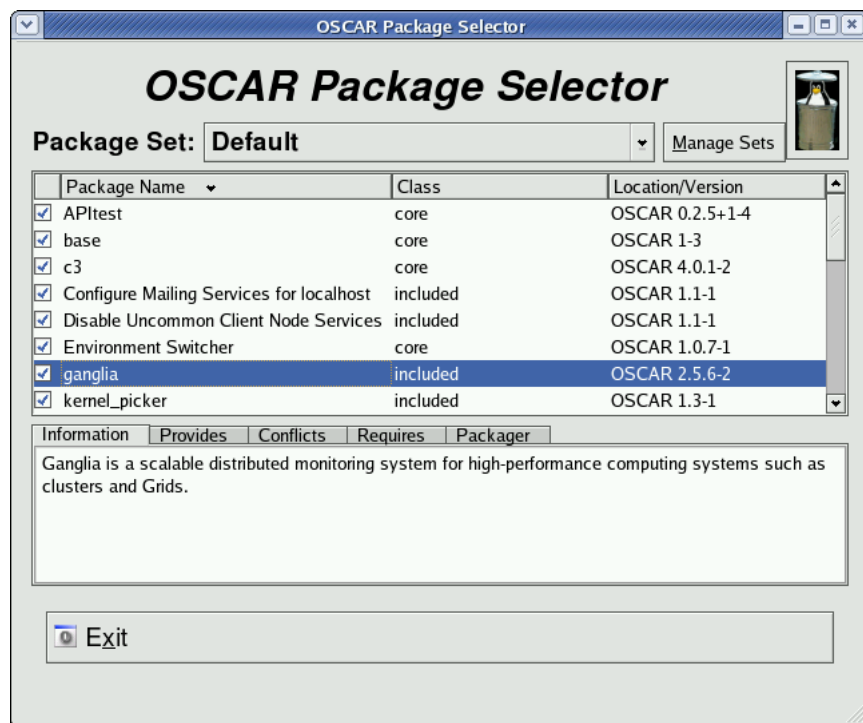 OSCAR Package Selector
OSCAR Package Selector
Package Set: Default Manage Sets
Package Name Class Location/Version
APItest core OSCAR 0.2.5+1-4
base core OSCAR 1-3
c3 core OSCAR 4.0.1-2
Configure Mailing Services for localhost included OSCAR 1.1-1
Disable Uncommon Client Node Services included OSCAR 1.1-1
Environment Switcher core OSCAR 1.0.7-1
ganglia included OSCAR 2.5.6-2
kernel_picker included OSCAR 1.3-1
Information Provides Conflicts Requires Packager
Ganglia is a scalable distributed monitoring system for high-performance computing systems such as
clusters and Grids.
Exit